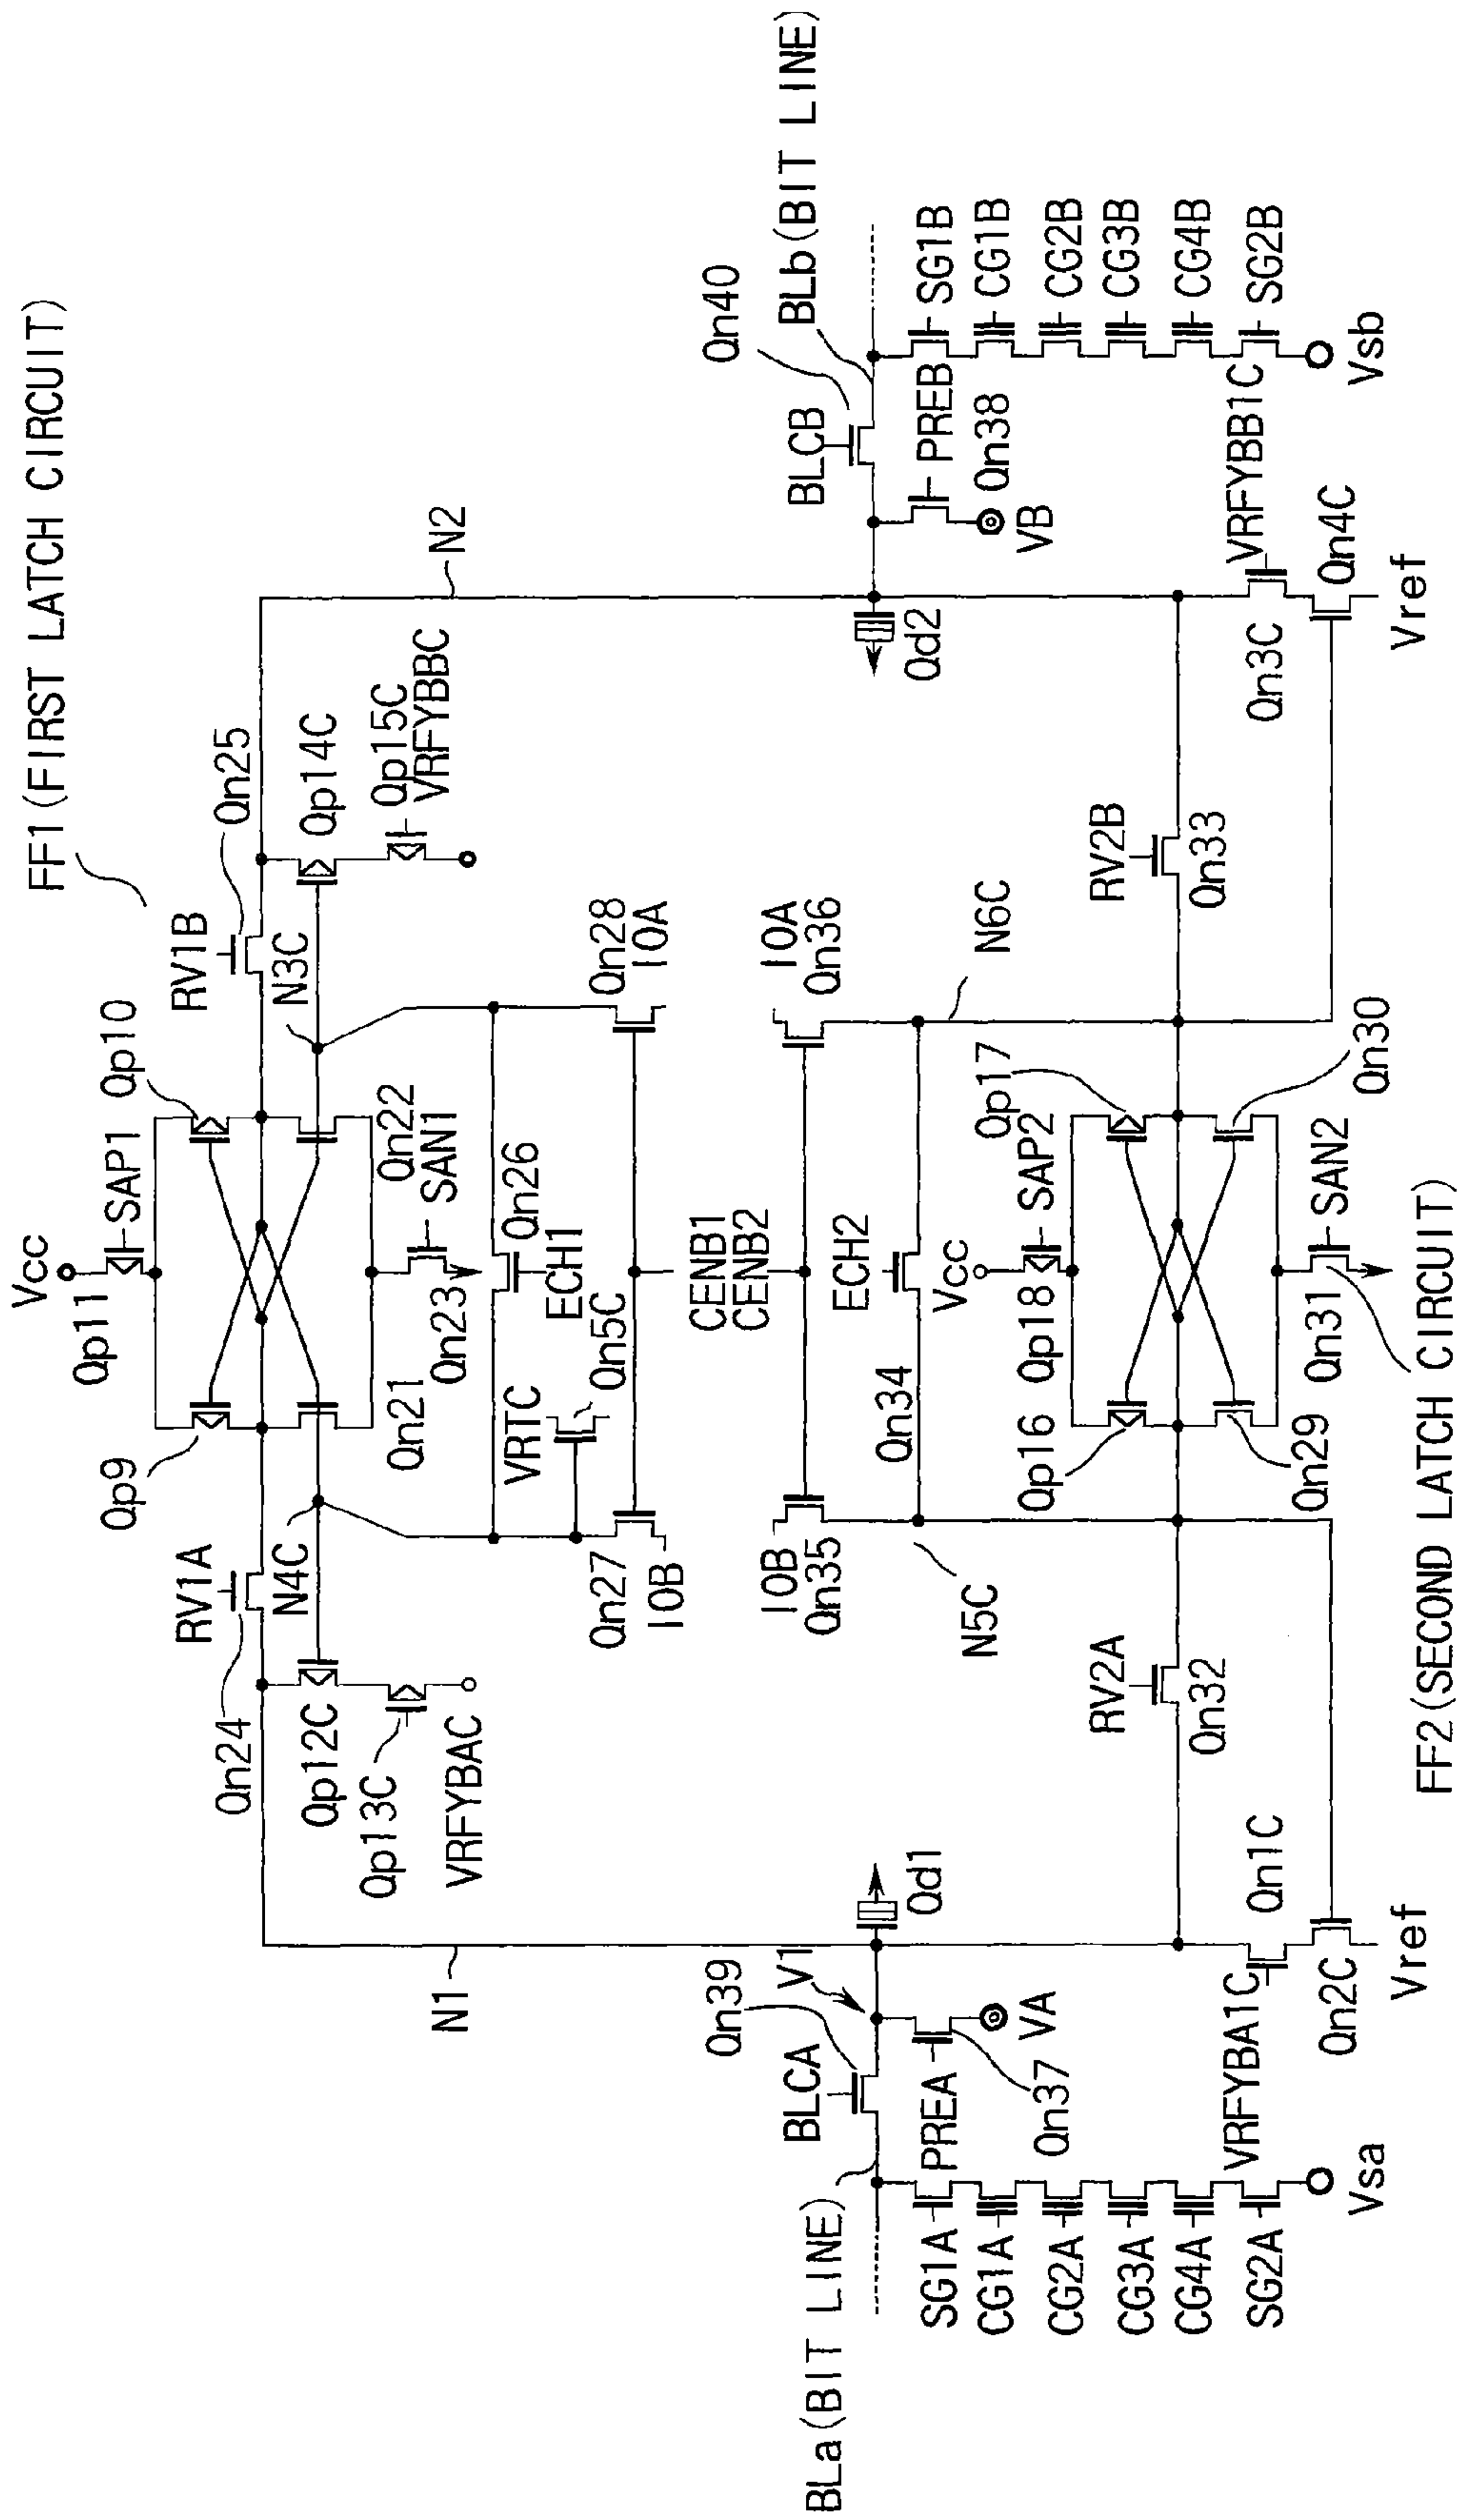 FF1(FIRST LATCH CIRCUIT)
Vcc
Qp11
SAP1
Qp9
Qp10
RV1A
RV1B
Qn24
Qn25
N4C
N3C
Qp12C
Qp14C
Qp13C
Qp15C
VRFYBAC
VRFYBBC
Qn21
Qn22
Qn23
SAN1
N1
N2
Qn26
ECH1
VRTC
Qn5C
Qn27
IOB
Qn28
IOA
CENB1
CENB2
IOB
Qn35
IOA
Qn36
ECH2
Qn34
Vcc
BLa(BIT LINE)
BLCA
Qn39
V1
Qd1
Qd2
BLCB
Qn40
BLb(BIT LINE)
SG1A
CG1A
CG2A
CG3A
CG4A
SG2A
Vsa
PREA
VA
Qn37
PREB
Qn38
VB
SG1B
CG1B
CG2B
CG3B
CG4B
SG2B
Vsb
N5C
N6C
Qp18
SAP2
Qp16
Qp17
RV2A
Qn32
RV2B
Qn33
Qn29
Qn30
Qn31
SAN2
VRFYBA1C
Qn1C
Qn2C
Vref
VRFYBB1C
Qn3C
Qn4C
Vref
FF2(SECOND LATCH CIRCUIT)